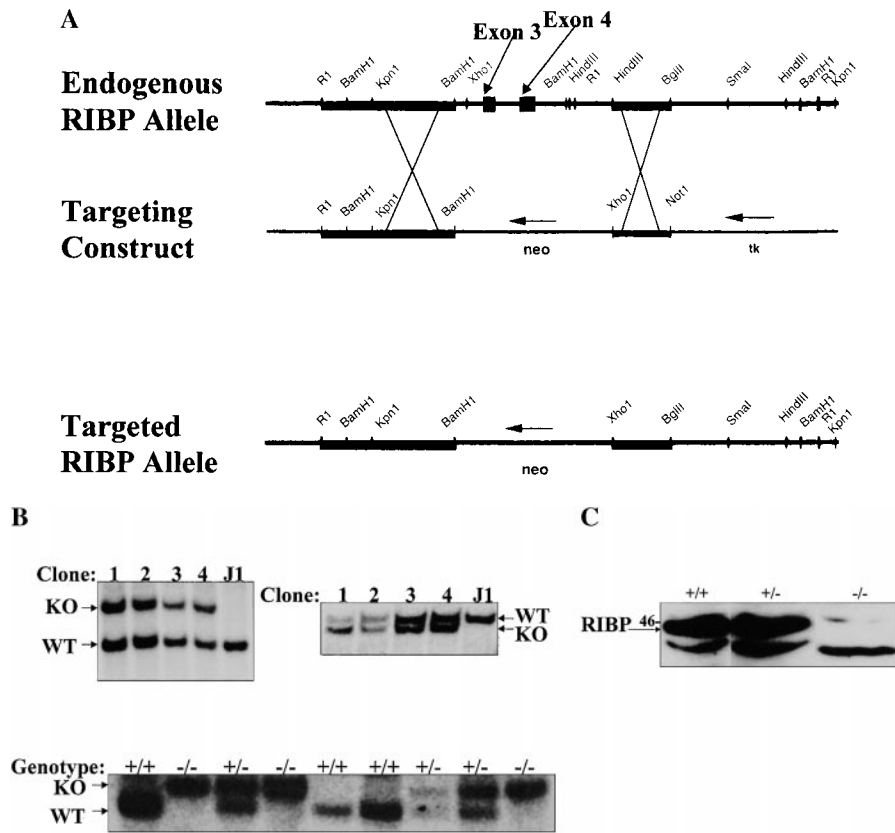 A
Exon 3 Exon 4
Endogenous
RIBP Allele
R1 BamH1 Kpn1 BamH1 Xho1 BamH1 HindIII R1 HindIII BglII SmaI HindIII BamH1 R1 Kpn1
Targeting
Construct
R1 BamH1 Kpn1 BamH1 Xho1 Not1
neo tk
Targeted
RIBP Allele
R1 BamH1 Kpn1 BamH1 Xho1 BglII SmaI HindIII BamH1 R1 Kpn1
neo
B
Clone: 1 2 3 4 J1
KO
WT
Clone: 1 2 3 4 J1
WT
KO
Genotype: +/+ -/- +/- -/- +/+ +/+ +/- +/- -/-
KO
WT
C
+/+ +/- -/-
RIBP 46